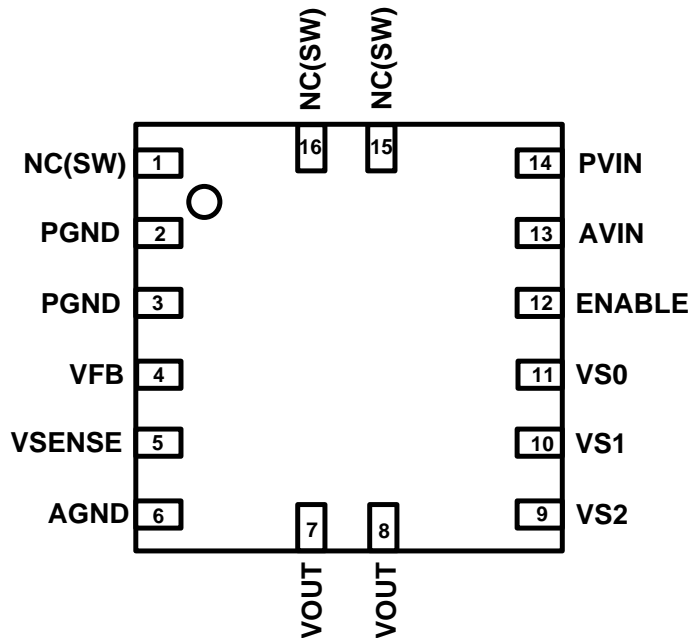 NC(SW)
NC(SW)
16
15
NC(SW) 1
14 PVIN
PGND 2
13 AVIN
PGND 3
12 ENABLE
VFB 4
11 VS0
VSENSE 5
10 VS1
AGND 6
9 VS2
7
8
VOUT
VOUT